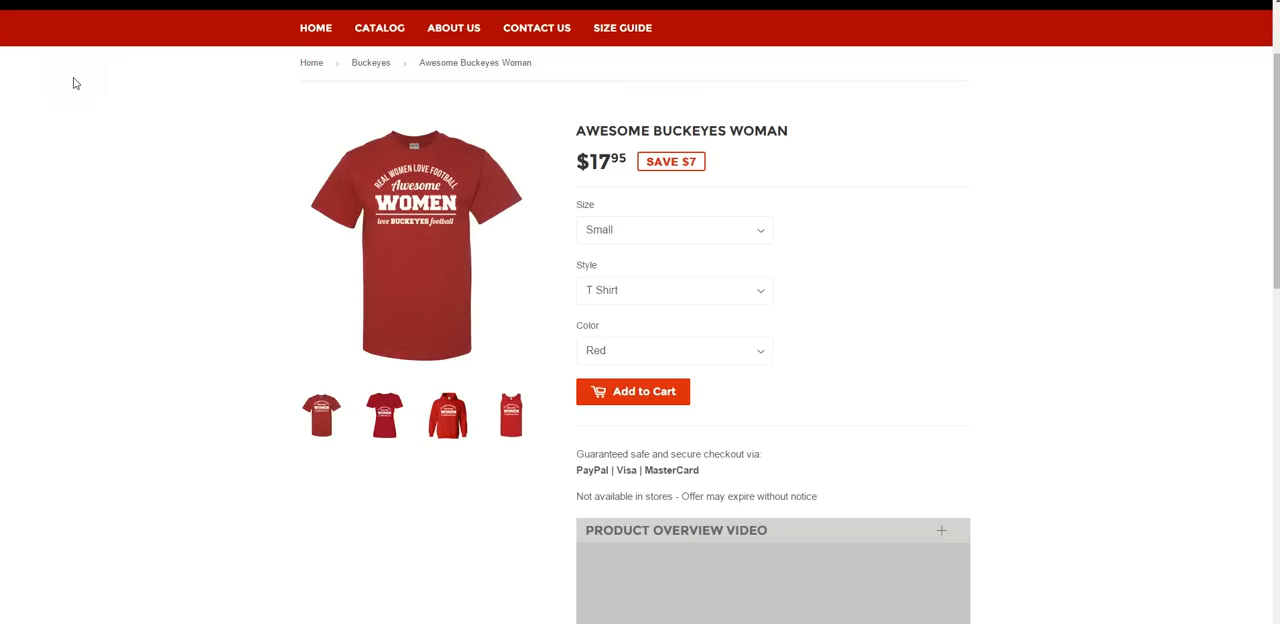 HOME CATALOG ABOUT US CONTACT US SIZE GUIDE
Home › Buckeyes › Awesome Buckeyes Woman
REAL WOMEN LOVE FOOTBALL
Awesome
WOMEN
love BUCKEYES football
AWESOME BUCKEYES WOMAN
$17.95 SAVE $7
Size
Small
Style
T Shirt
Color
Red
Add to Cart
Guaranteed safe and secure checkout via:
PayPal | Visa | MasterCard
Not available in stores - Offer may expire without notice
PRODUCT OVERVIEW VIDEO +